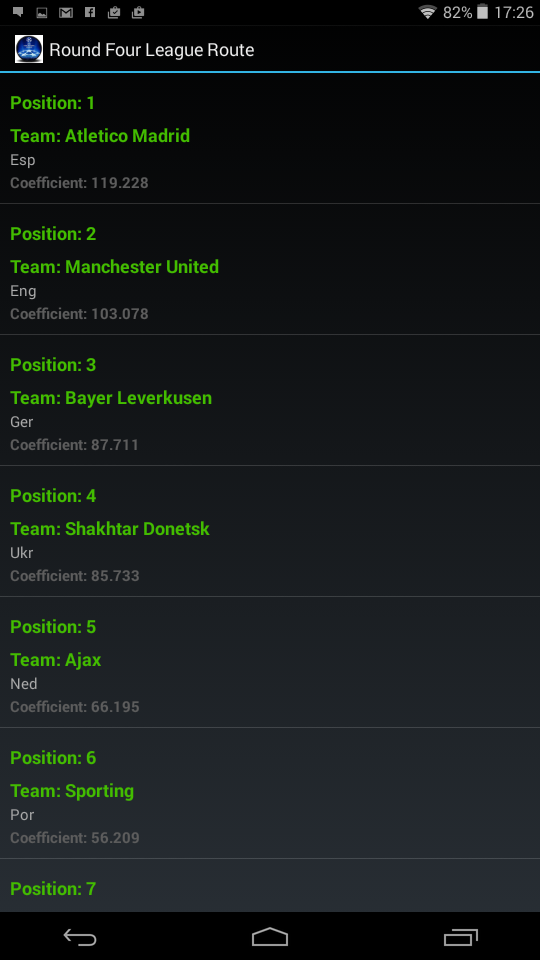 82% 17:26
Round Four League Route
Position: 1
Team: Atletico Madrid
Esp
Coefficient: 119.228
Position: 2
Team: Manchester United
Eng
Coefficient: 103.078
Position: 3
Team: Bayer Leverkusen
Ger
Coefficient: 87.711
Position: 4
Team: Shakhtar Donetsk
Ukr
Coefficient: 85.733
Position: 5
Team: Ajax
Ned
Coefficient: 66.195
Position: 6
Team: Sporting
Por
Coefficient: 56.209
Position: 7